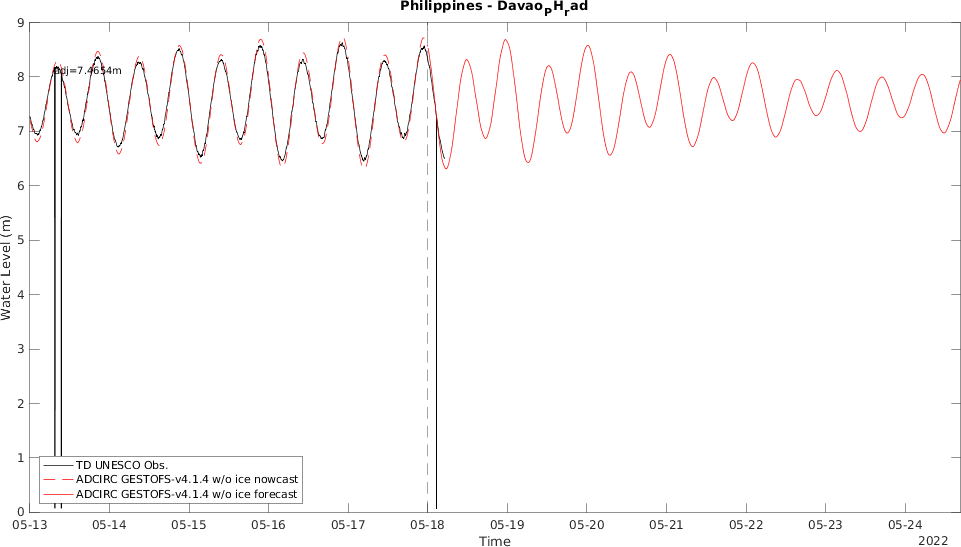 Philippines - DavaoPHrad
9
8
7
6
5
4
3
2
1
0
Water Level (m)
adj=7.4654m
TD UNESCO Obs.
ADCIRC GESTOFS-v4.1.4 w/o ice nowcast
ADCIRC GESTOFS-v4.1.4 w/o ice forecast
05-13 05-14 05-15 05-16 05-17 05-18 05-19 05-20 05-21 05-22 05-23 05-24
Time
2022